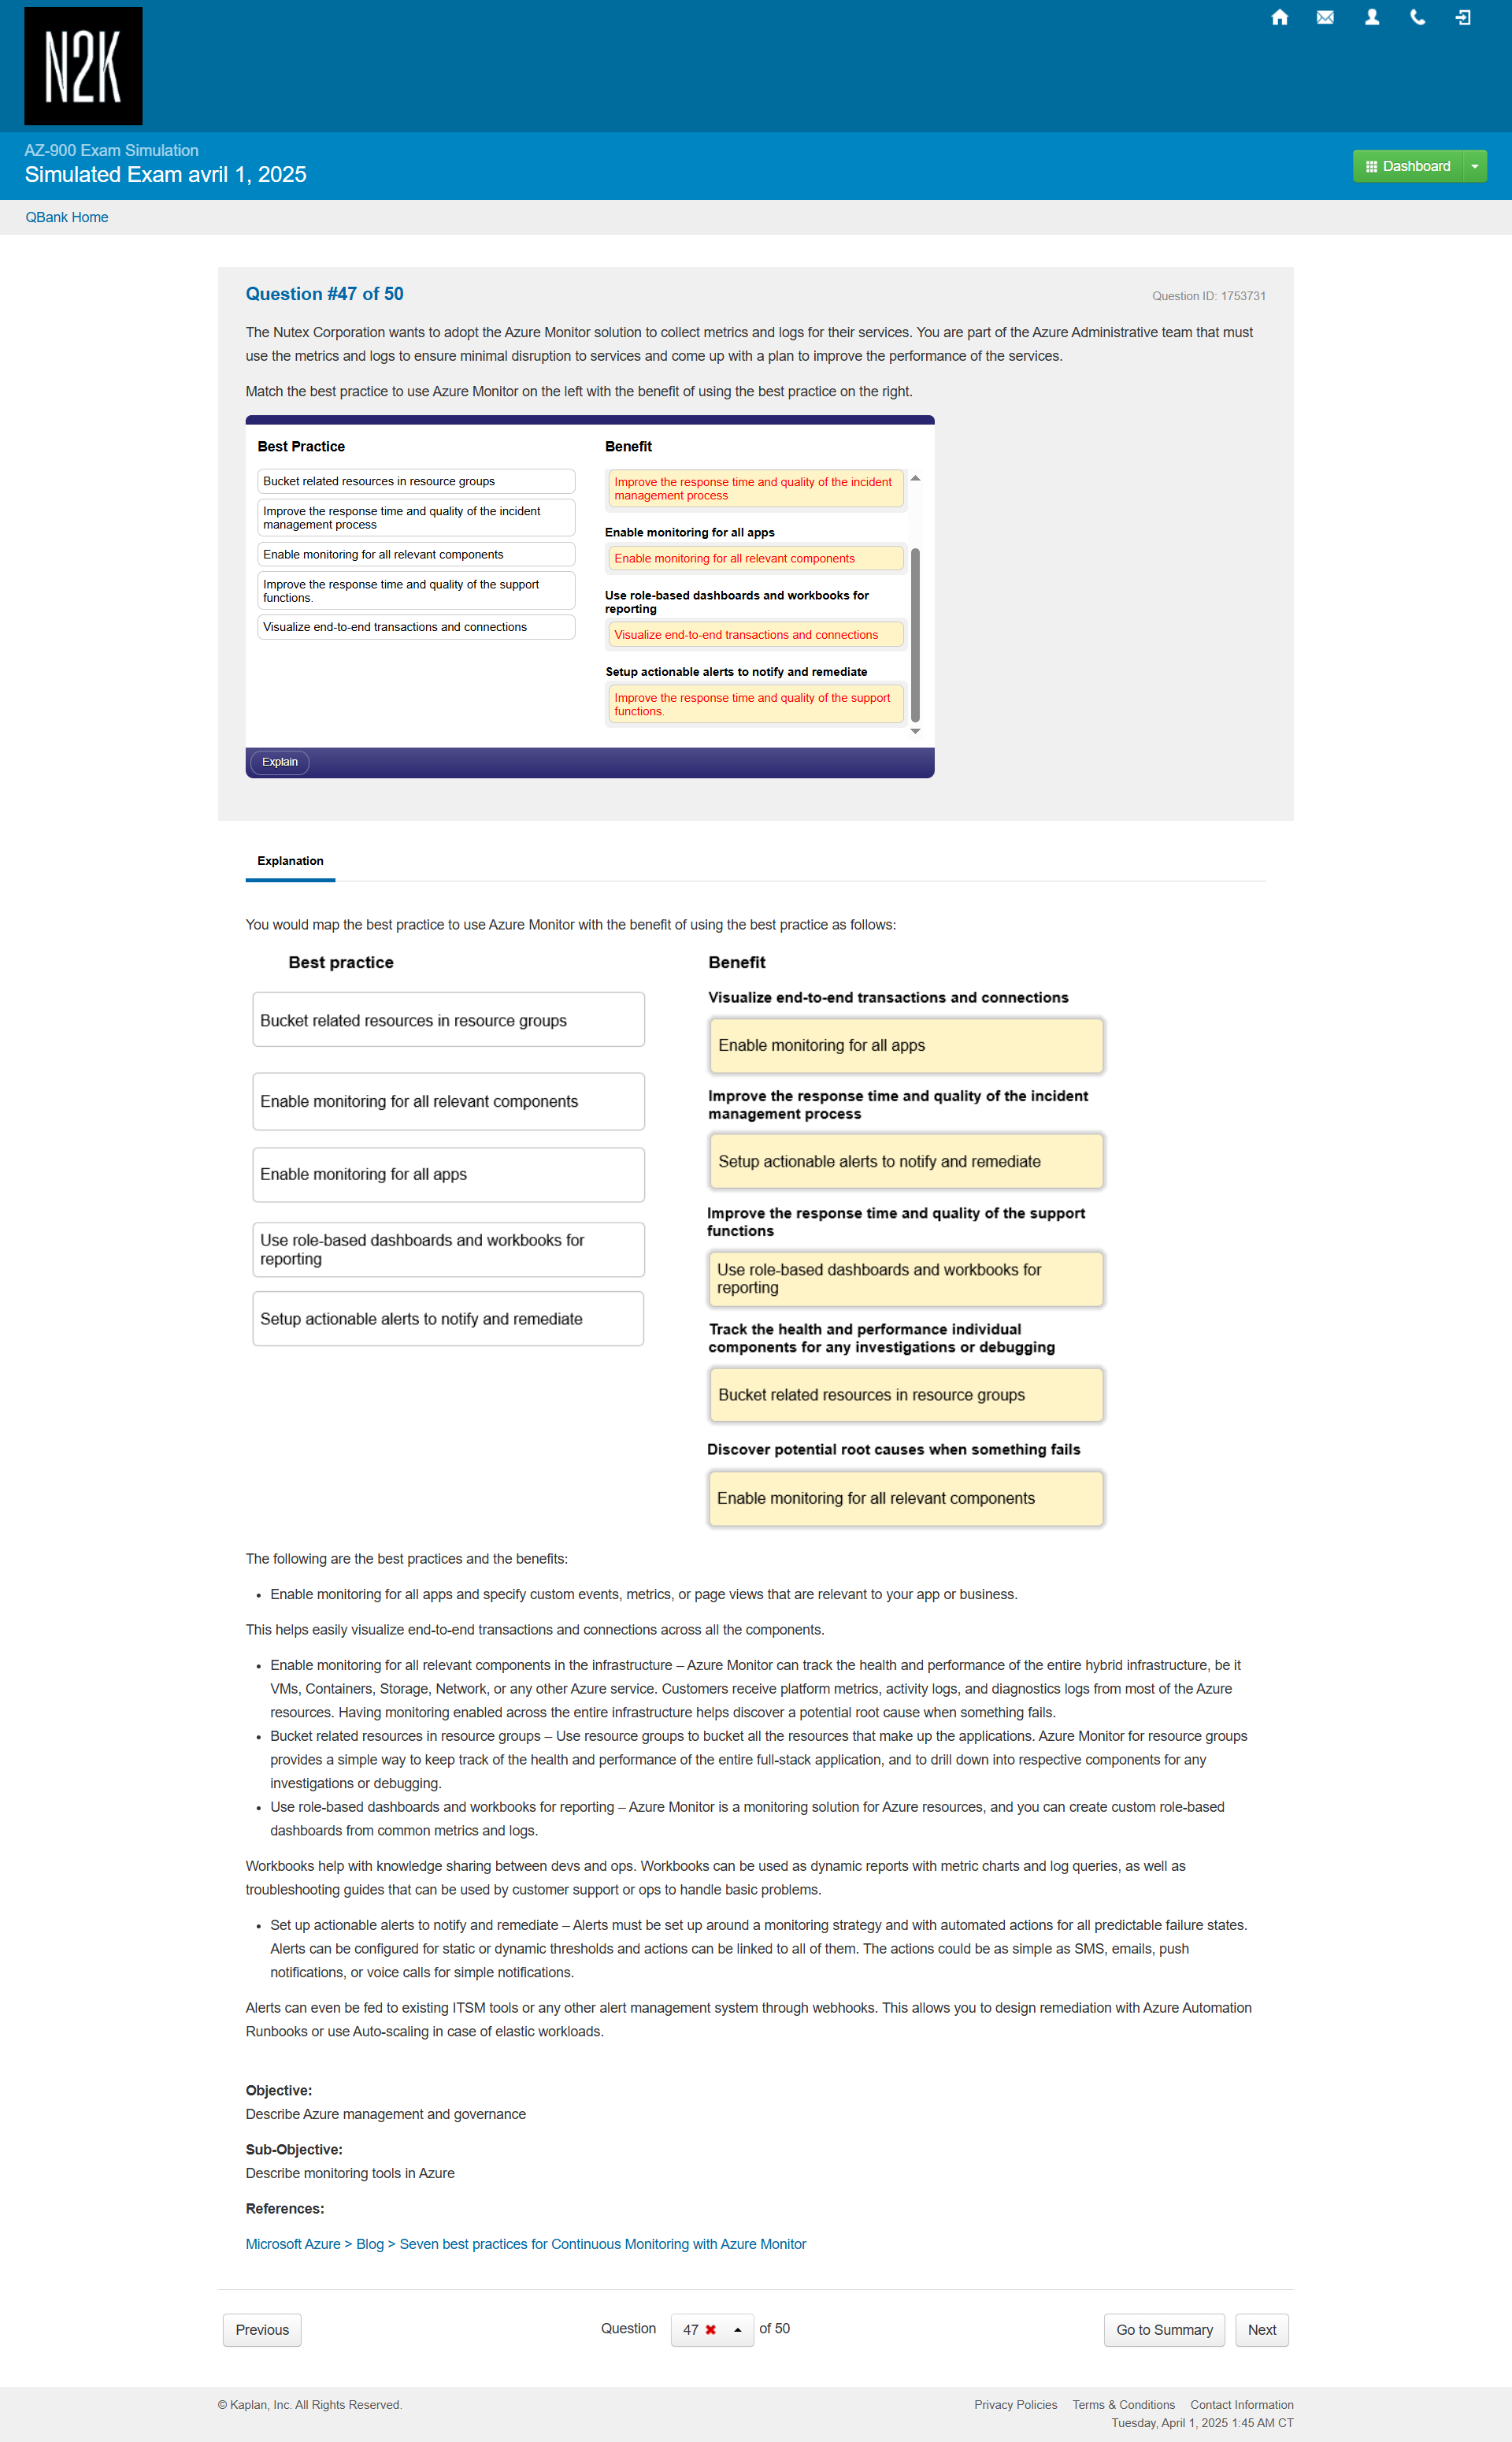 N2K
AZ-900 Exam Simulation
Simulated Exam avril 1, 2025
Dashboard
QBank Home
Question #47 of 50
Question ID: 1753731
The Nutex Corporation wants to adopt the Azure Monitor solution to collect metrics and logs for their services. You are part of the Azure Administrative team that must
use the metrics and logs to ensure minimal disruption to services and come up with a plan to improve the performance of the services.
Match the best practice to use Azure Monitor on the left with the benefit of using the best practice on the right.
Best Practice
Bucket related resources in resource groups
Improve the response time and quality of the incident
management process
Enable monitoring for all relevant components
Improve the response time and quality of the support
functions.
Visualize end-to-end transactions and connections
Benefit
Improve the response time and quality of the incident
management process
Enable monitoring for all apps
Enable monitoring for all relevant components
Use role-based dashboards and workbooks for
reporting
Visualize end-to-end transactions and connections
Setup actionable alerts to notify and remediate
Improve the response time and quality of the support
functions.
Explain
Explanation
You would map the best practice to use Azure Monitor with the benefit of using the best practice as follows:
Best practice
Bucket related resources in resource groups
Enable monitoring for all relevant components
Enable monitoring for all apps
Use role-based dashboards and workbooks for
reporting
Setup actionable alerts to notify and remediate
Benefit
Visualize end-to-end transactions and connections
Enable monitoring for all apps
Improve the response time and quality of the incident
management process
Setup actionable alerts to notify and remediate
Improve the response time and quality of the support
functions
Use role-based dashboards and workbooks for
reporting
Track the health and performance individual
components for any investigations or debugging
Bucket related resources in resource groups
Discover potential root causes when something fails
Enable monitoring for all relevant components
The following are the best practices and the benefits:
• Enable monitoring for all apps and specify custom events, metrics, or page views that are relevant to your app or business.
This helps easily visualize end-to-end transactions and connections across all the components.
• Enable monitoring for all relevant components in the infrastructure – Azure Monitor can track the health and performance of the entire hybrid infrastructure, be it
VMs, Containers, Storage, Network, or any other Azure service. Customers receive platform metrics, activity logs, and diagnostics logs from most of the Azure
resources. Having monitoring enabled across the entire infrastructure helps discover a potential root cause when something fails.
• Bucket related resources in resource groups – Use resource groups to bucket all the resources that make up the applications. Azure Monitor for resource groups
provides a simple way to keep track of the health and performance of the entire full-stack application, and to drill down into respective components for any
investigations or debugging.
• Use role-based dashboards and workbooks for reporting – Azure Monitor is a monitoring solution for Azure resources, and you can create custom role-based
dashboards from common metrics and logs.
Workbooks help with knowledge sharing between devs and ops. Workbooks can be used as dynamic reports with metric charts and log queries, as well as
troubleshooting guides that can be used by customer support or ops to handle basic problems.
• Set up actionable alerts to notify and remediate – Alerts must be set up around a monitoring strategy and with automated actions for all predictable failure states.
Alerts can be configured for static or dynamic thresholds and actions can be linked to all of them. The actions could be as simple as SMS, emails, push
notifications, or voice calls for simple notifications.
Alerts can even be fed to existing ITSM tools or any other alert management system through webhooks. This allows you to design remediation with Azure Automation
Runbooks or use Auto-scaling in case of elastic workloads.
Objective:
Describe Azure management and governance
Sub-Objective:
Describe monitoring tools in Azure
References:
Microsoft Azure > Blog > Seven best practices for Continuous Monitoring with Azure Monitor
Previous
Question 47 of 50
Go to Summary
Next
© Kaplan, Inc. All Rights Reserved.
Privacy Policies Terms & Conditions Contact Information
Tuesday, April 1, 2025 1:45 AM CT